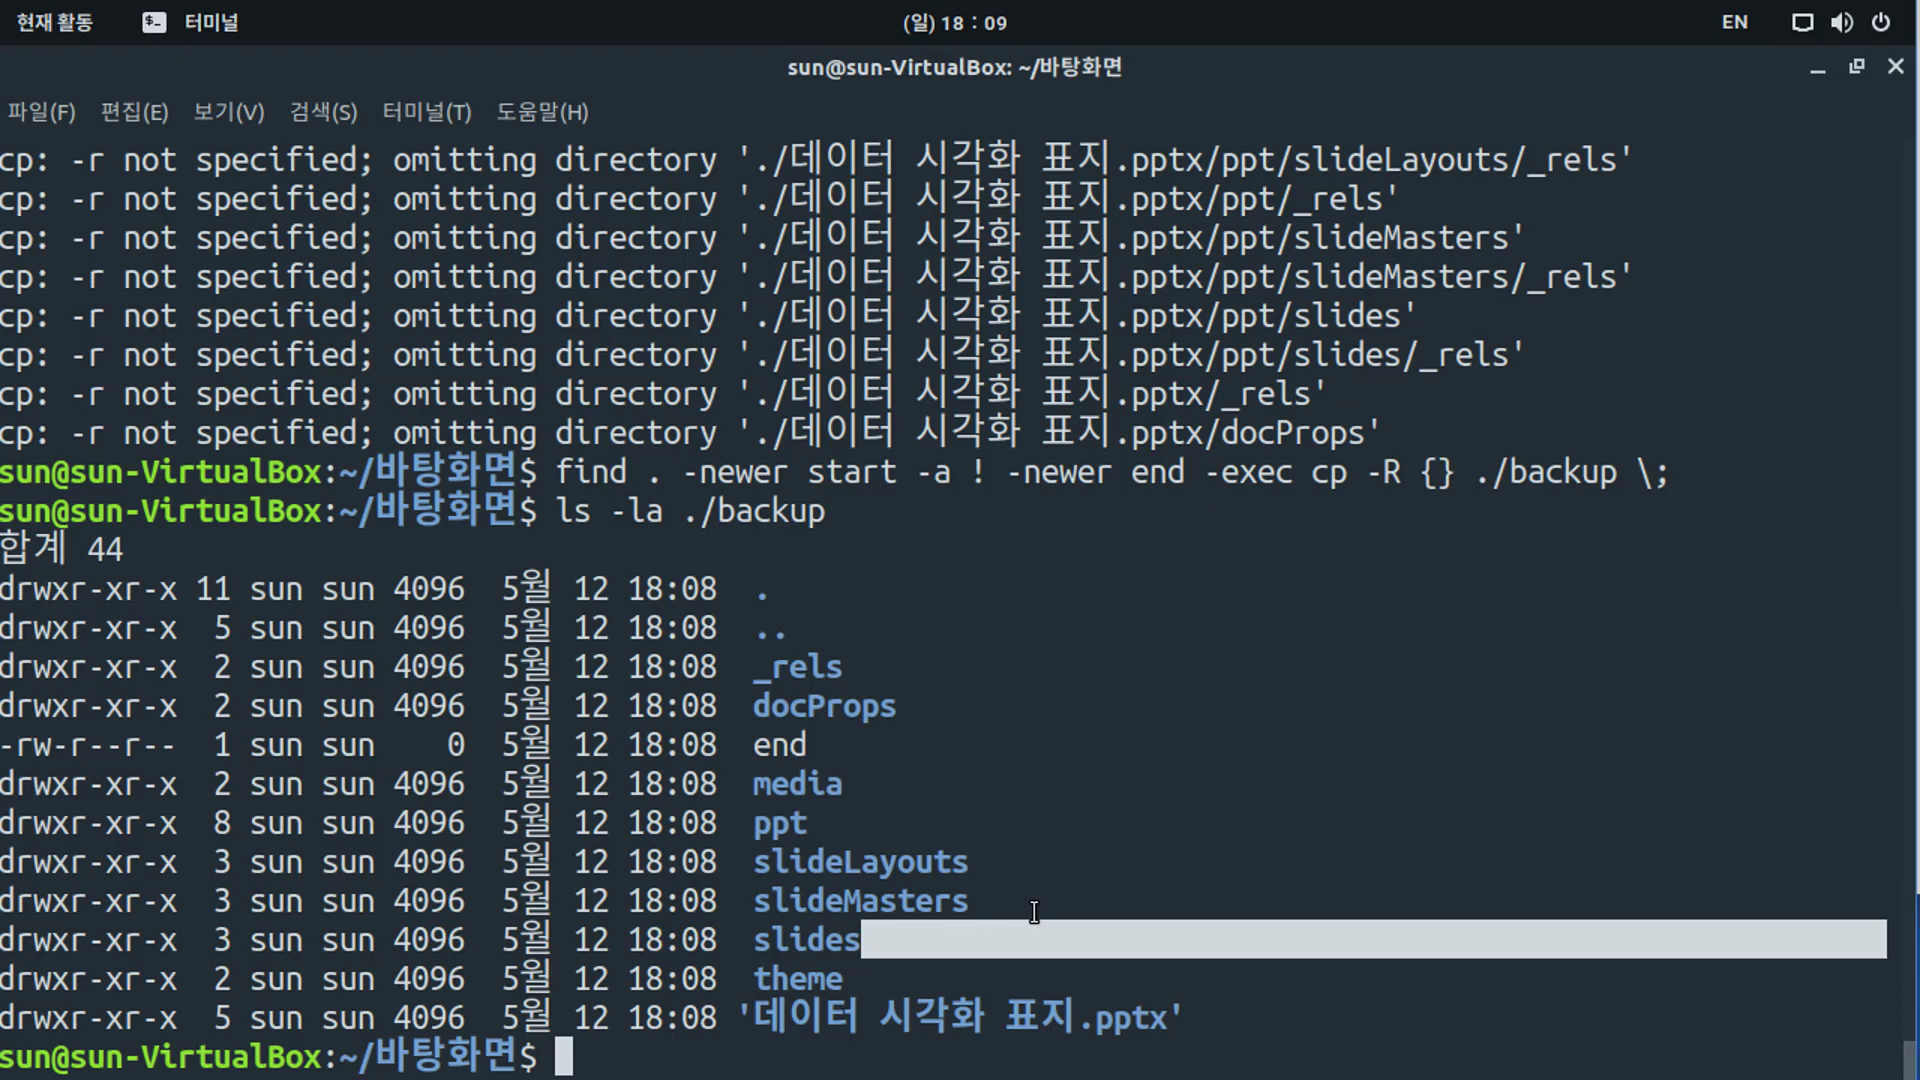 현재 활동 터미널 (일) 18 : 09 EN
sun@sun-VirtualBox: ~/바탕화면
파일(F) 편집(E) 보기(V) 검색(S) 터미널(T) 도움말(H)
cp: -r not specified; omitting directory './데이터 시각화 표지.pptx/ppt/slideLayouts/_rels'
cp: -r not specified; omitting directory './데이터 시각화 표지.pptx/ppt/_rels'
cp: -r not specified; omitting directory './데이터 시각화 표지.pptx/ppt/slideMasters'
cp: -r not specified; omitting directory './데이터 시각화 표지.pptx/ppt/slideMasters/_rels'
cp: -r not specified; omitting directory './데이터 시각화 표지.pptx/ppt/slides'
cp: -r not specified; omitting directory './데이터 시각화 표지.pptx/ppt/slides/_rels'
cp: -r not specified; omitting directory './데이터 시각화 표지.pptx/_rels'
cp: -r not specified; omitting directory './데이터 시각화 표지.pptx/docProps'
sun@sun-VirtualBox:~/바탕화면$ find . -newer start -a ! -newer end -exec cp -R {} ./backup \;
sun@sun-VirtualBox:~/바탕화면$ ls -la ./backup
합계 44
drwxr-xr-x 11 sun sun 4096  5월 12 18:08  .
drwxr-xr-x  5 sun sun 4096  5월 12 18:08  ..
drwxr-xr-x  2 sun sun 4096  5월 12 18:08  _rels
drwxr-xr-x  2 sun sun 4096  5월 12 18:08  docProps
-rw-r--r--  1 sun sun    0  5월 12 18:08  end
drwxr-xr-x  2 sun sun 4096  5월 12 18:08  media
drwxr-xr-x  8 sun sun 4096  5월 12 18:08  ppt
drwxr-xr-x  3 sun sun 4096  5월 12 18:08  slideLayouts
drwxr-xr-x  3 sun sun 4096  5월 12 18:08  slideMasters
drwxr-xr-x  3 sun sun 4096  5월 12 18:08  slides
drwxr-xr-x  2 sun sun 4096  5월 12 18:08  theme
drwxr-xr-x  5 sun sun 4096  5월 12 18:08 '데이터 시각화 표지.pptx'
sun@sun-VirtualBox:~/바탕화면$